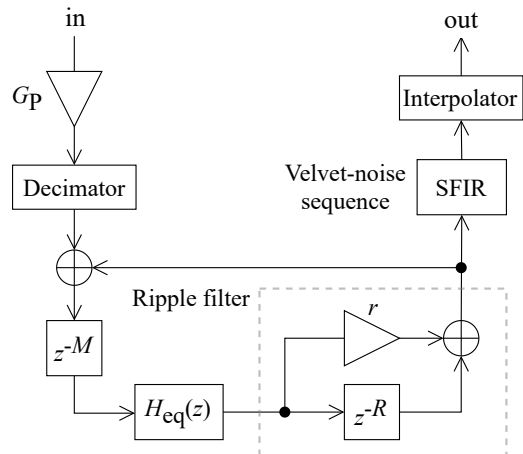 in
out
G_P
Decimator
Interpolator
Velvet-noise
sequence
SFIR
Ripple filter
r
z^-M
H_eq(z)
z^-R